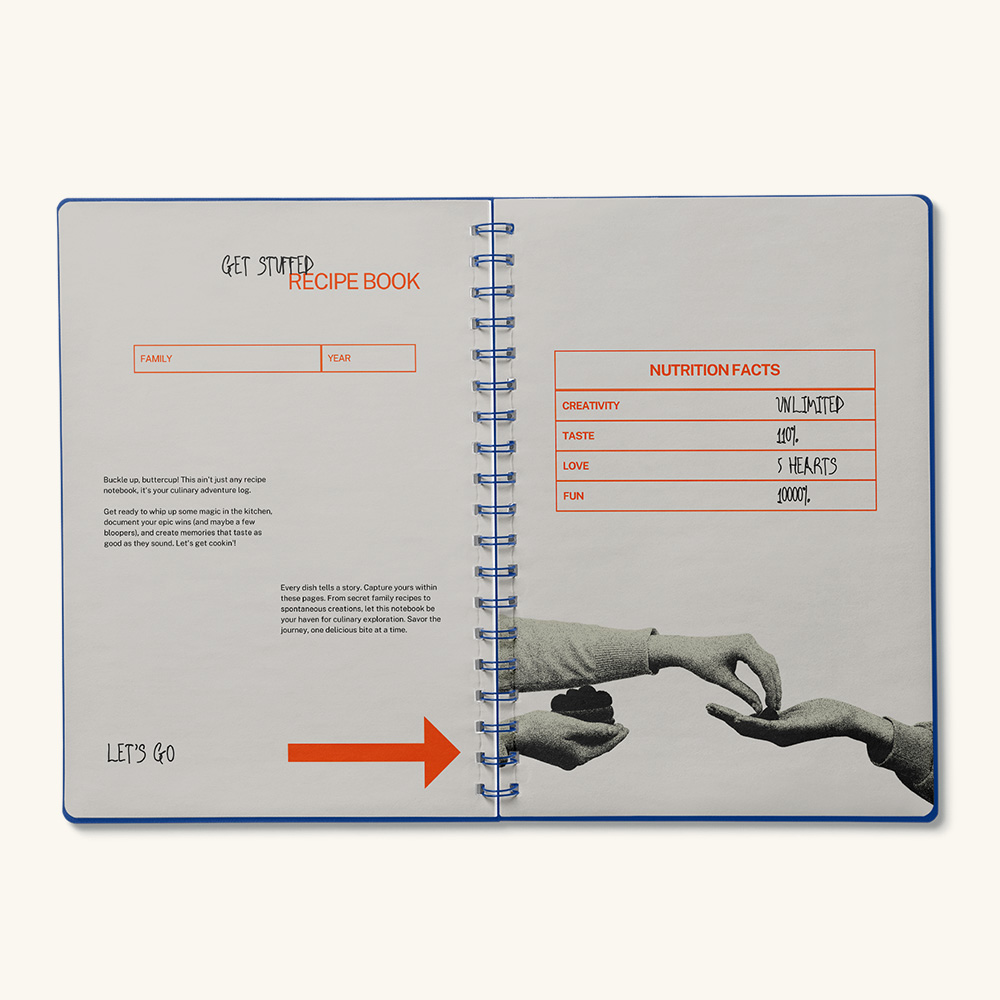 GET STUFFED
RECIPE BOOK
FAMILY YEAR
Buckle up, buttercup! This ain't just any recipe
notebook, it's your culinary adventure log.
Get ready to whip up some magic in the kitchen,
document your epic wins (and maybe a few
bloopers), and create memories that taste as
good as they sound. Let's get cookin'!
Every dish tells a story. Capture yours within
these pages. From secret family recipes to
spontaneous creations, let this notebook be
your haven for culinary exploration. Savor the
journey, one delicious bite at a time.
LET'S GO
NUTRITION FACTS
CREATIVITY UNLIMITED
TASTE 110%
LOVE 5 HEARTS
FUN 10000%